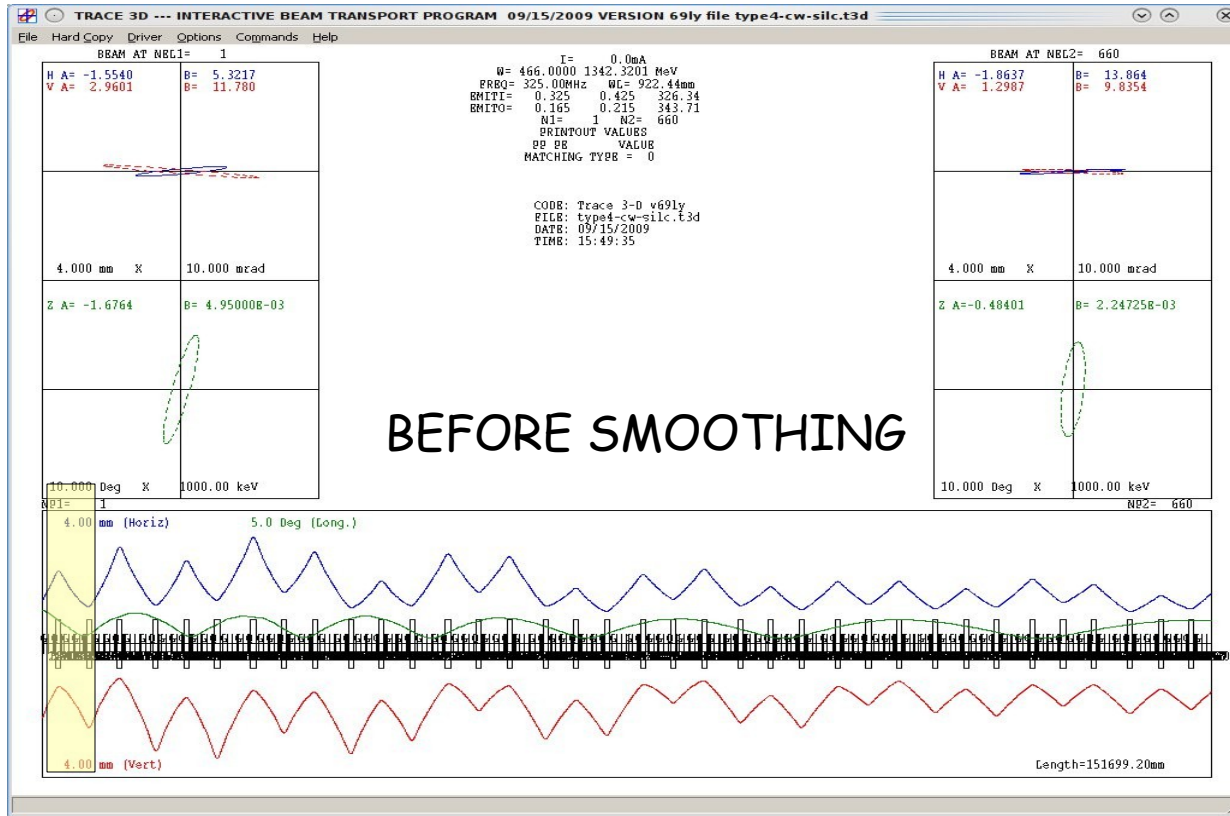 TRACE 3D --- INTERACTIVE BEAM TRANSPORT PROGRAM 09/15/2009 VERSION 69ly file type4-cw-silc.t3d
File Hard Copy Driver Options Commands Help
BEAM AT NEL1= 1
H A= -1.5540 B= 5.3217
V A= 2.9601 B= 11.780
4.000 mm X 10.000 mrad
Z A= -1.6764 B= 4.95000E-03
10.000 Deg X 1000.00 keV
I= 0.0mA
W= 466.0000 1342.3201 MeV
FREQ= 325.00MHz WL= 922.44mm
EMITI= 0.325 0.425 326.34
EMITO= 0.165 0.215 343.71
N1= 1 N2= 660
PRINTOUT VALUES
PP PE VALUE
MATCHING TYPE = 0
CODE: Trace 3-D v69ly
FILE: type4-cw-silc.t3d
DATE: 09/15/2009
TIME: 15:49:35
BEAM AT NEL2= 660
H A= -1.8637 B= 13.864
V A= 1.2987 B= 9.8354
4.000 mm X 10.000 mrad
Z A=-0.48401 B= 2.24725E-03
10.000 Deg X 1000.00 keV
BEFORE SMOOTHING
NP1= 1
NP2= 660
4.00 mm (Horiz) 5.0 Deg (Long.)
4.00 mm (Vert)
Length=151699.20mm